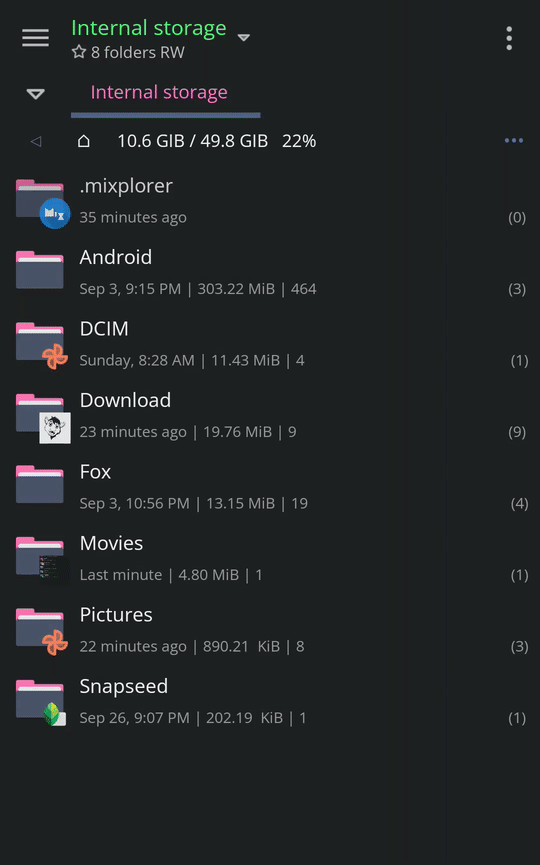 Internal storage
8 folders RW
Internal storage
10.6 GIB / 49.8 GIB 22%
.mixplorer
35 minutes ago (0)
Android
Sep 3, 9:15 PM | 303.22 MiB | 464 (3)
DCIM
Sunday, 8:28 AM | 11.43 MiB | 4 (1)
Download
23 minutes ago | 19.76 MiB | 9 (9)
Fox
Sep 3, 10:56 PM | 13.15 MiB | 19 (4)
Movies
Last minute | 4.80 MiB | 1 (1)
Pictures
22 minutes ago | 890.21 KiB | 8 (3)
Snapseed
Sep 26, 9:07 PM | 202.19 KiB | 1 (1)